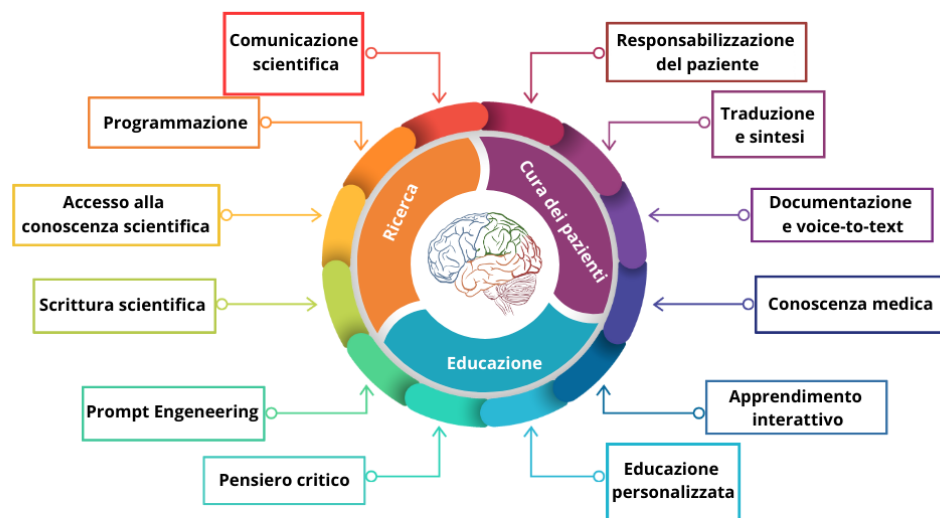 Comunicazione
scientifica
Responsabilizzazione
del paziente
Programmazione
Traduzione
e sintesi
Accesso alla
conoscenza scientifica
Documentazione
e voice-to-text
Scrittura scientifica
Conoscenza medica
Prompt Engeneering
Apprendimento
interattivo
Pensiero critico
Educazione
personalizzata
Ricerca
Cura dei pazienti
Educazione